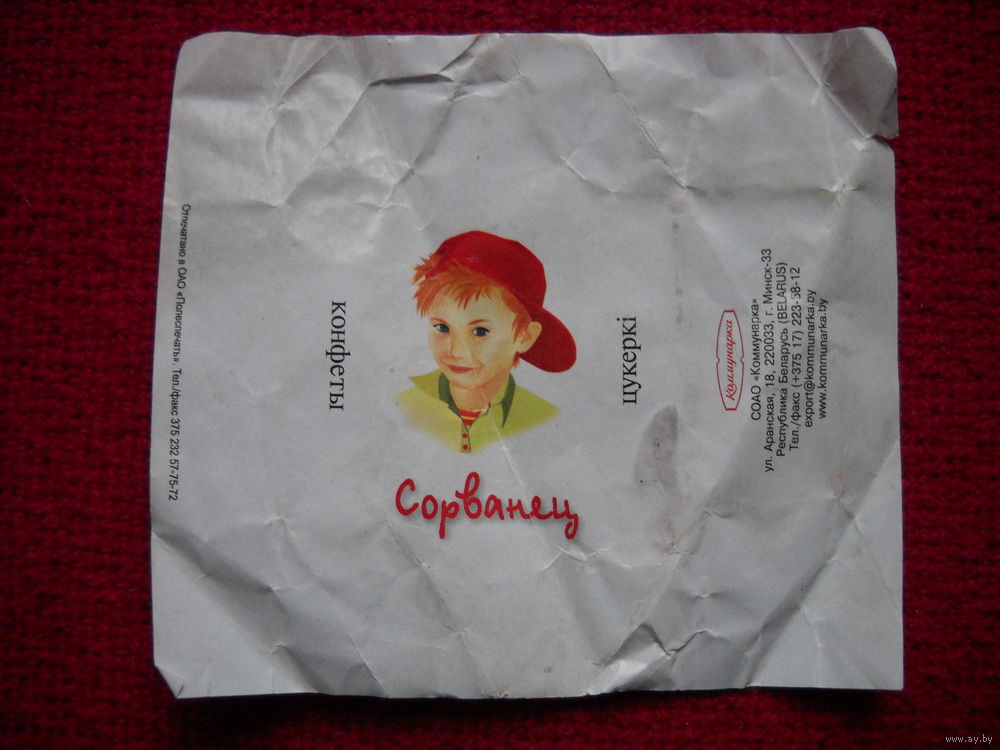 Отпечатано в ОАО «Полеспечать». Тел./факс 375 232 57-75-72
конфеты
Сорванец
цукеркі
Коммунарка
СОАО «Коммунарка»
ул. Аранская, 18, 220033, г. Минск-33
Республика Беларусь (BELARUS)
Тел./факс (+375 17) 223-58-12
export@kommunarka.by
www.kommunarka.by
www.ay.by